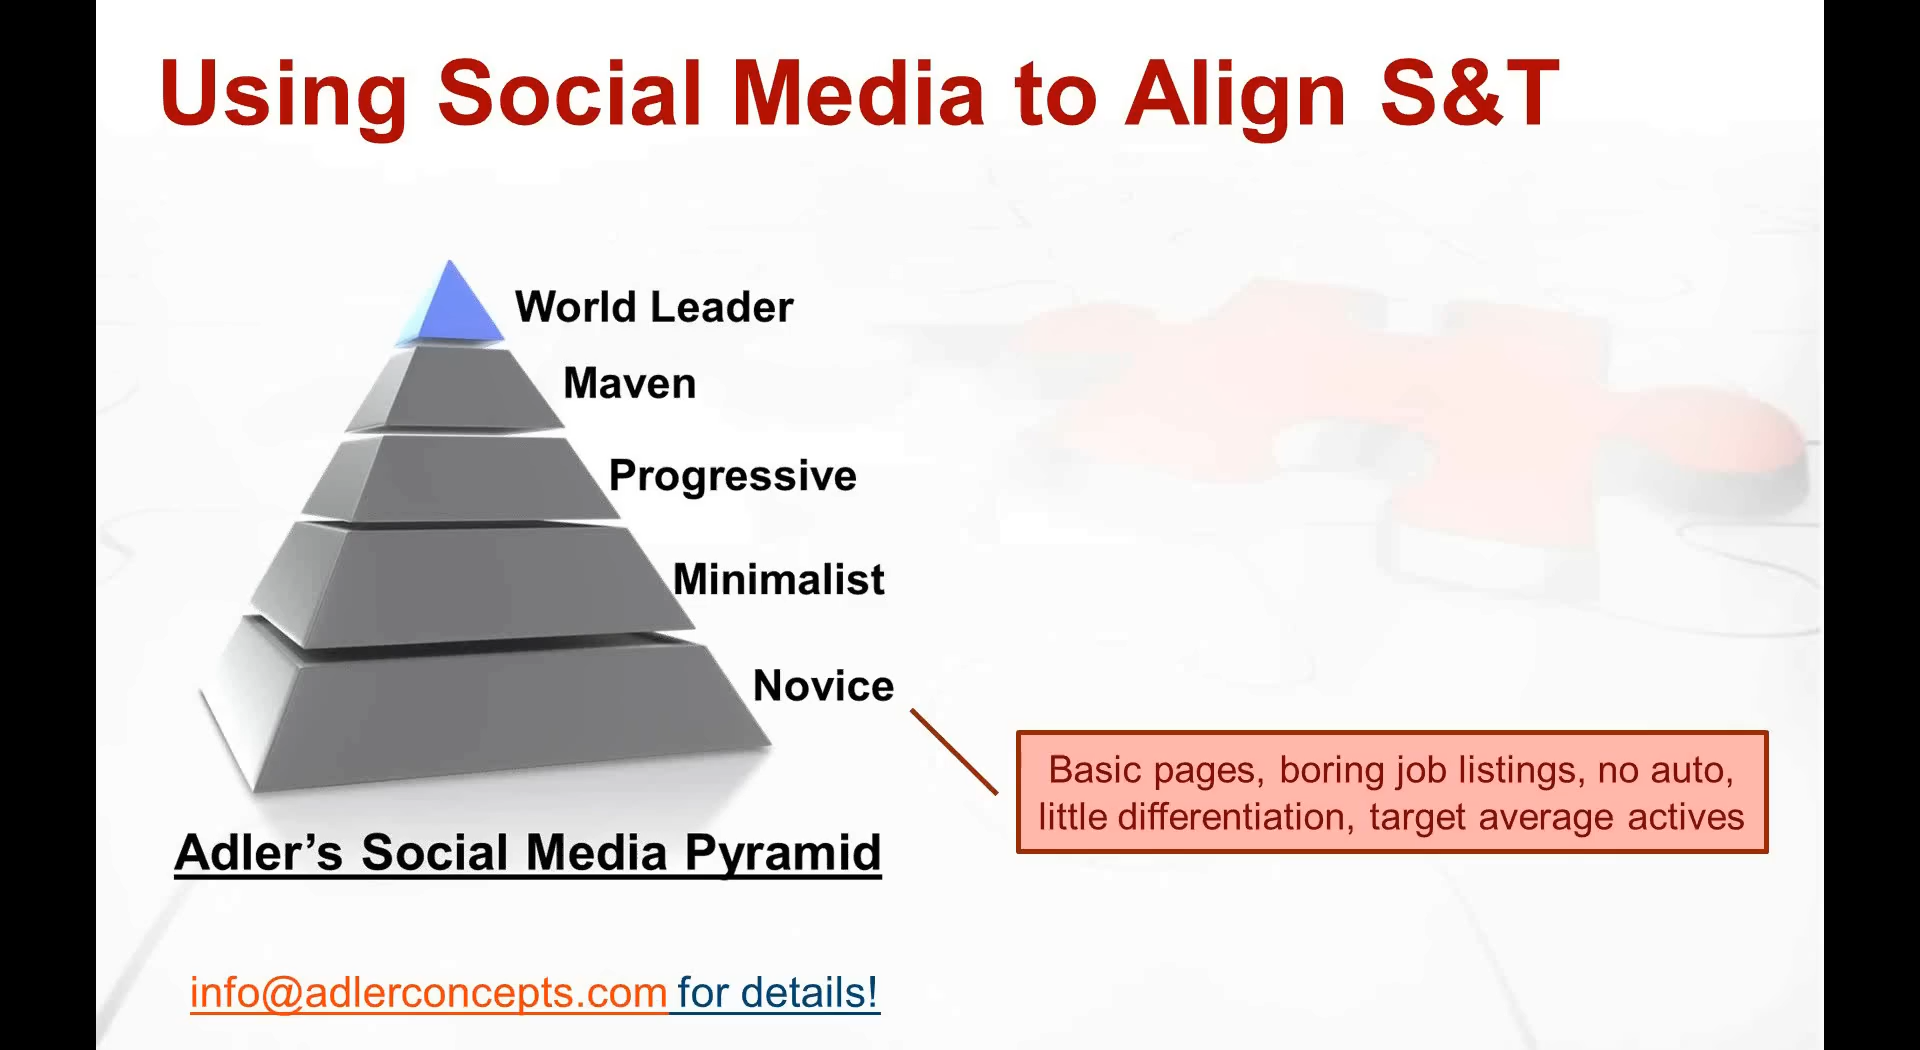 Using Social Media to Align S&T
World Leader
Maven
Progressive
Minimalist
Novice
Basic pages, boring job listings, no auto,
little differentiation, target average actives
Adler’s Social Media Pyramid
info@adlerconcepts.com for details!